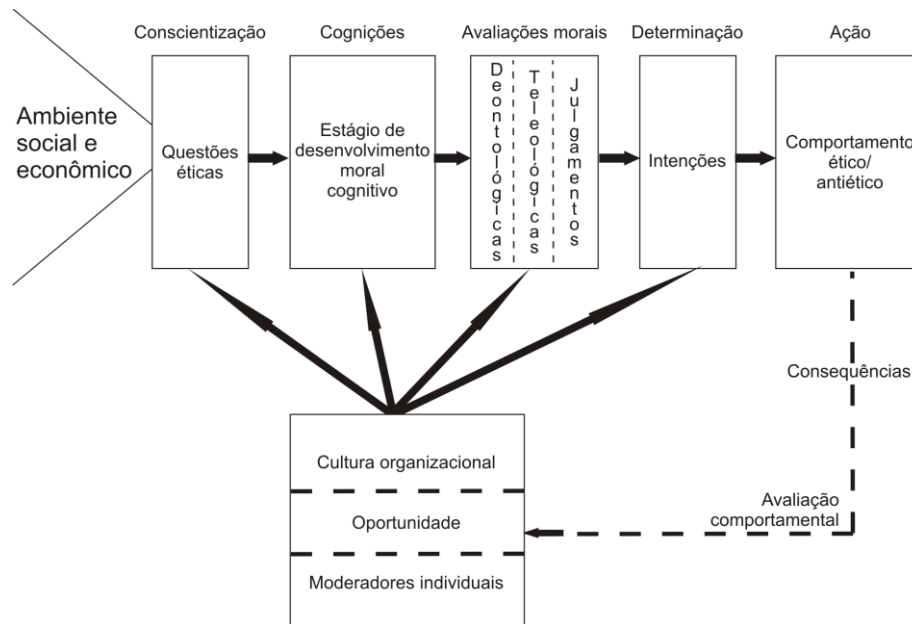 Conscientização
Cognições
Avaliações morais
Determinação
Ação
Ambiente
social e
econômico
Questões
éticas
Estágio de
desenvolvimento
moral
cognitivo
Deontológicas
Teleológicas
Julgamentos
Intenções
Comportamento
ético/
antiético
Consequências
Avaliação
comportamental
Cultura organizacional
Oportunidade
Moderadores individuais